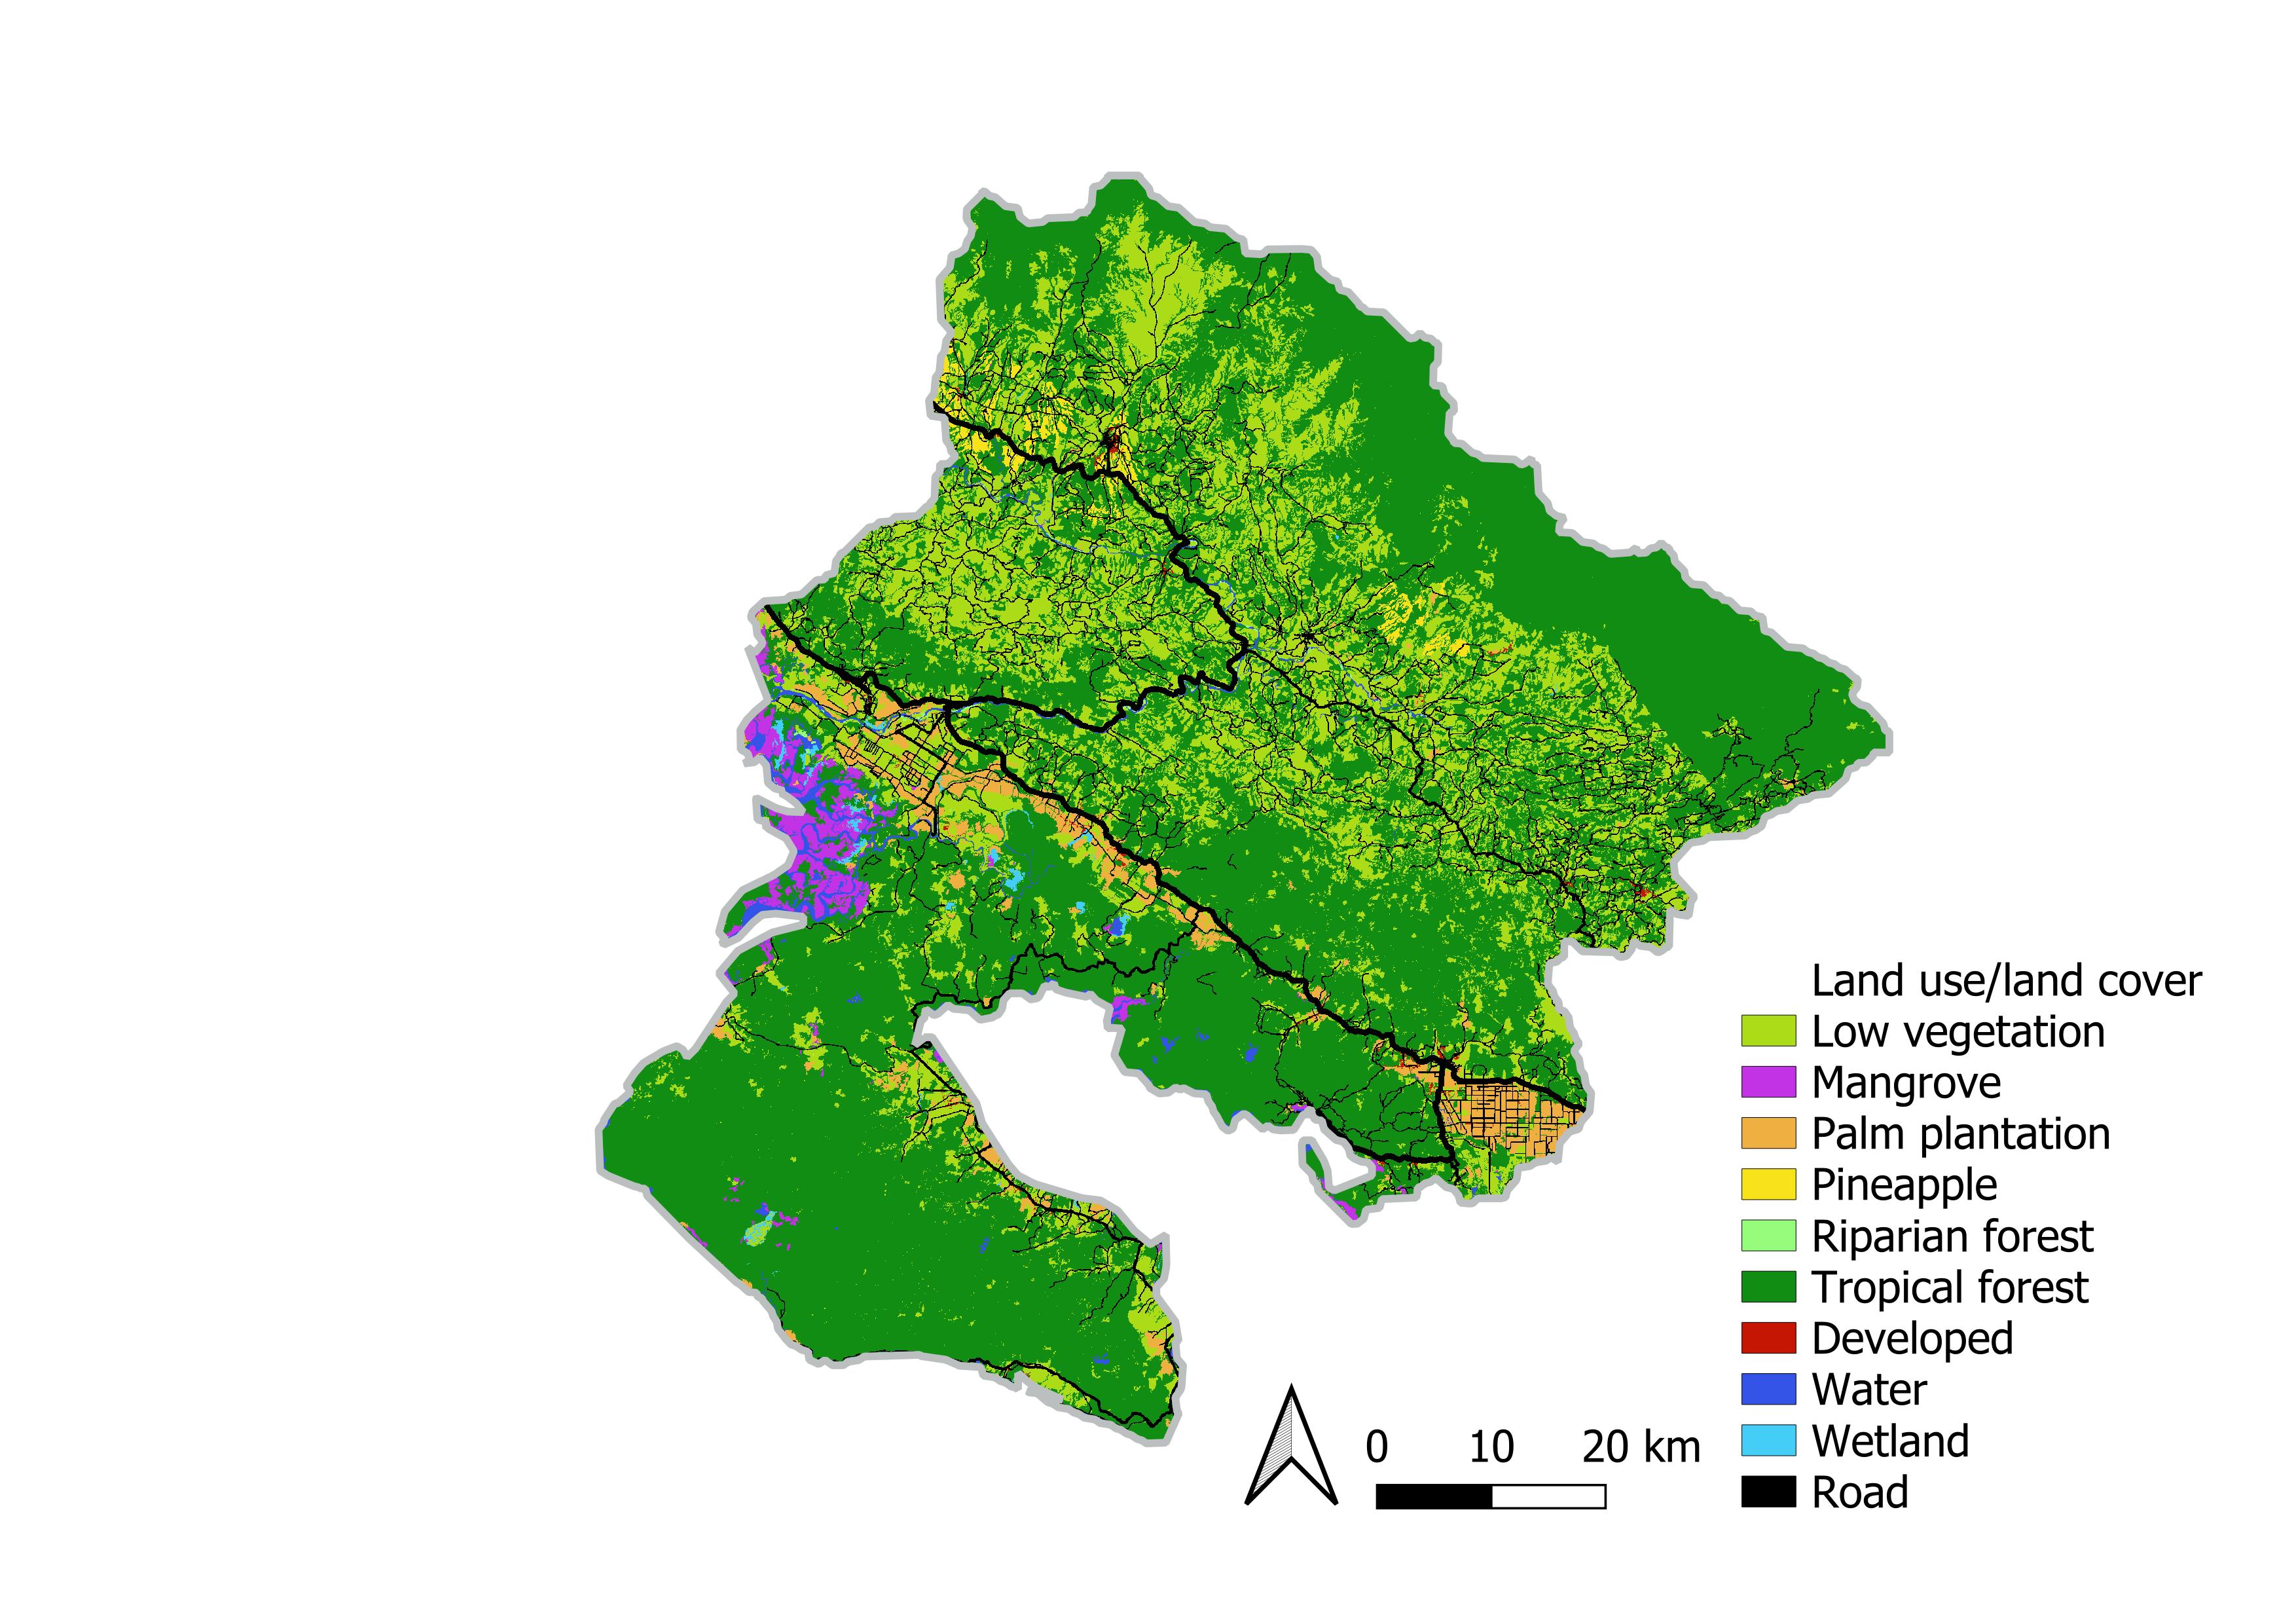 Land use/land cover
Low vegetation
Mangrove
Palm plantation
Pineapple
Riparian forest
Tropical forest
Developed
Water
Wetland
Road
0 10 20 km